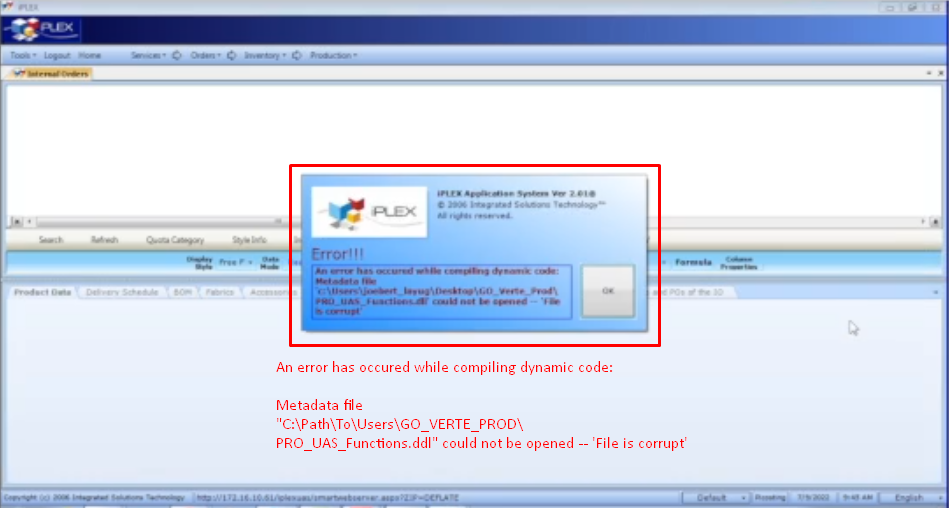 iPLEX
iPLEX
Tools Logout Home Services Orders Inventory Production
Internal Orders
iPLEX Application System Ver 2.018
© 2006 Integrated Solutions Technology™
All rights reserved.
iPLEX
Error!!!
An error has occured while compiling dynamic code:
Metadata file
'c:\Users\joebert_layug\Desktop\GO_Verte_Prod\
PRO_UAS_Functions.dll' could not be opened -- 'File
is corrupt'
OK
Search Refresh Quota Category Style Info
Display Style Free F Data Mode Formula Column Properties
Product Data Delivery Schedule BOM Fabrics Accessories and POs of the IO
An error has occured while compiling dynamic code:
Metadata file
"C:\Path\To\Users\GO_VERTE_PROD\
PRO_UAS_Functions.ddl" could not be opened -- 'File is corrupt'
Copyright (c) 2006 Integrated Solutions Technology http://172.16.10.61/iplexuas/smartwebserver.aspx?ZIP=DEFLATE Default 7/9/2022 9:45 AM English